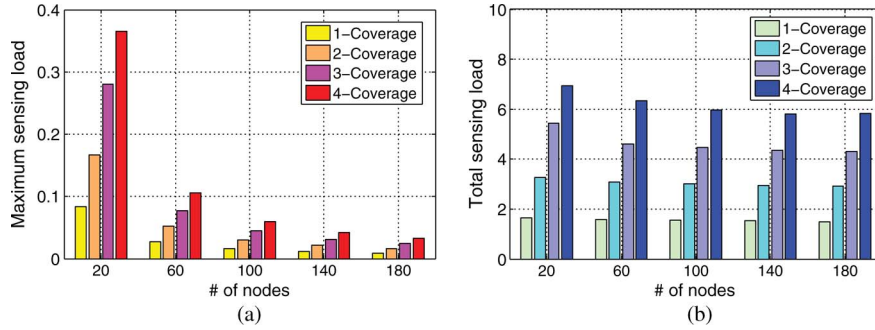 0.4
0.3
0.2
0.1
0
Maximum sensing load
1-Coverage
2-Coverage
3-Coverage
4-Coverage
20 60 100 140 180
# of nodes
(a)
10
8
6
4
2
0
Total sensing load
1-Coverage
2-Coverage
3-Coverage
4-Coverage
20 60 100 140 180
# of nodes
(b)